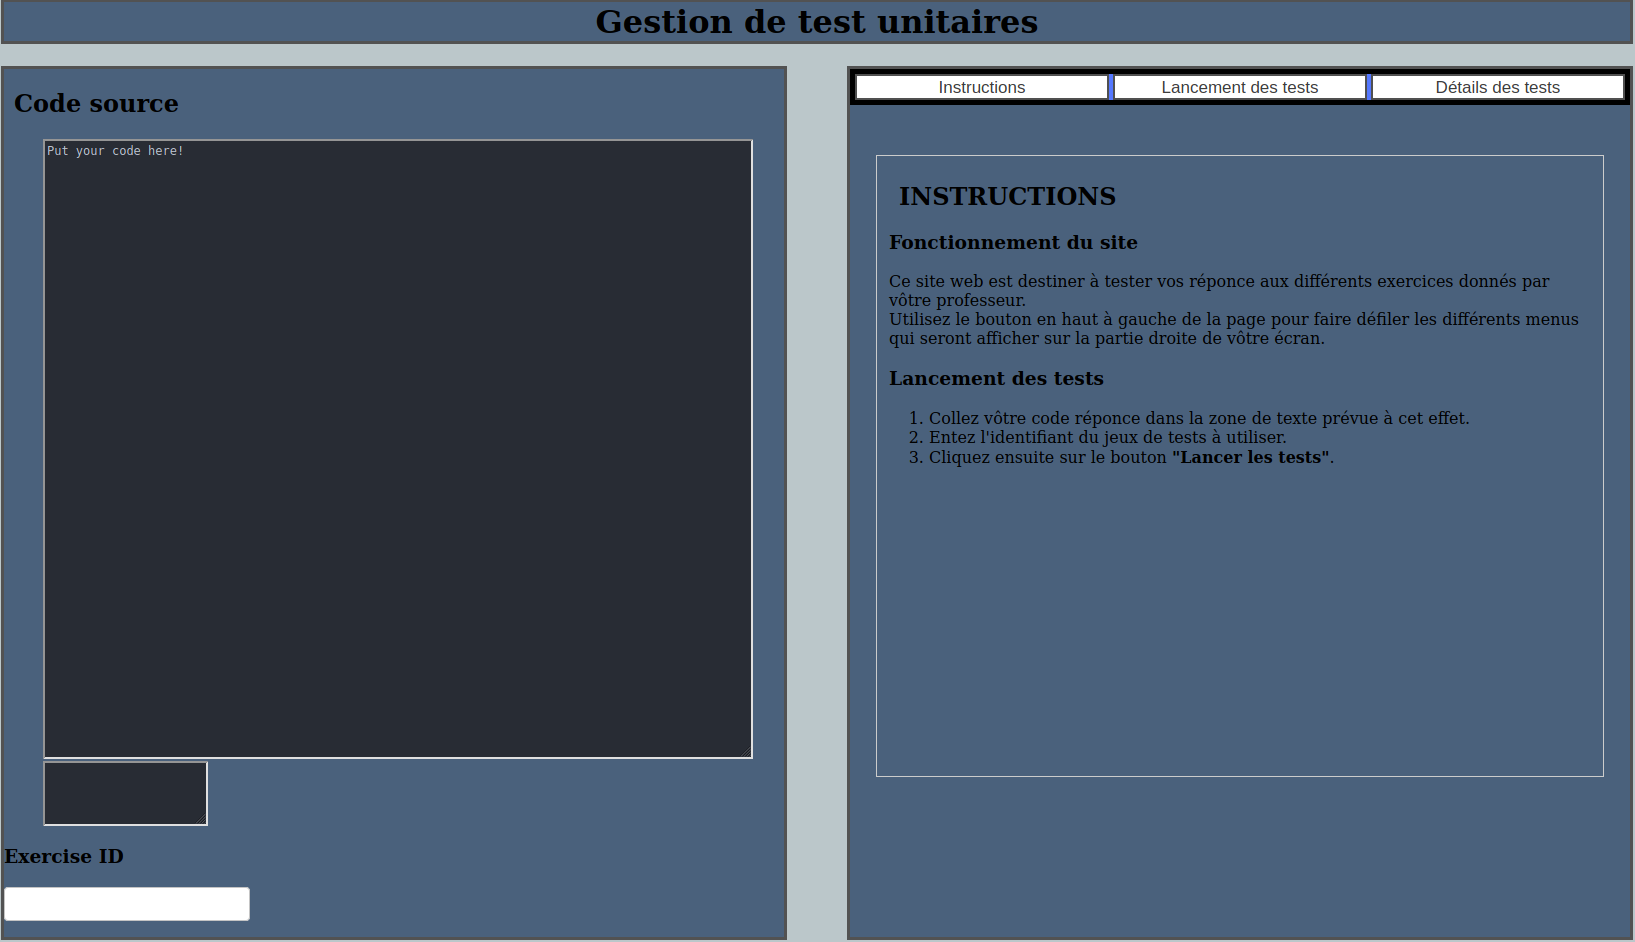 Gestion de test unitaires
Code source
Put your code here!
Exercise ID
Instructions
Lancement des tests
Détails des tests
INSTRUCTIONS
Fonctionnement du site
Ce site web est destiner à tester vos réponce aux différents exercices donnés par
vôtre professeur.
Utilisez le bouton en haut à gauche de la page pour faire défiler les différents menus
qui seront afficher sur la partie droite de vôtre écran.
Lancement des tests
1. Collez vôtre code réponce dans la zone de texte prévue à cet effet.
2. Entez l'identifiant du jeux de tests à utiliser.
3. Cliquez ensuite sur le bouton "Lancer les tests".